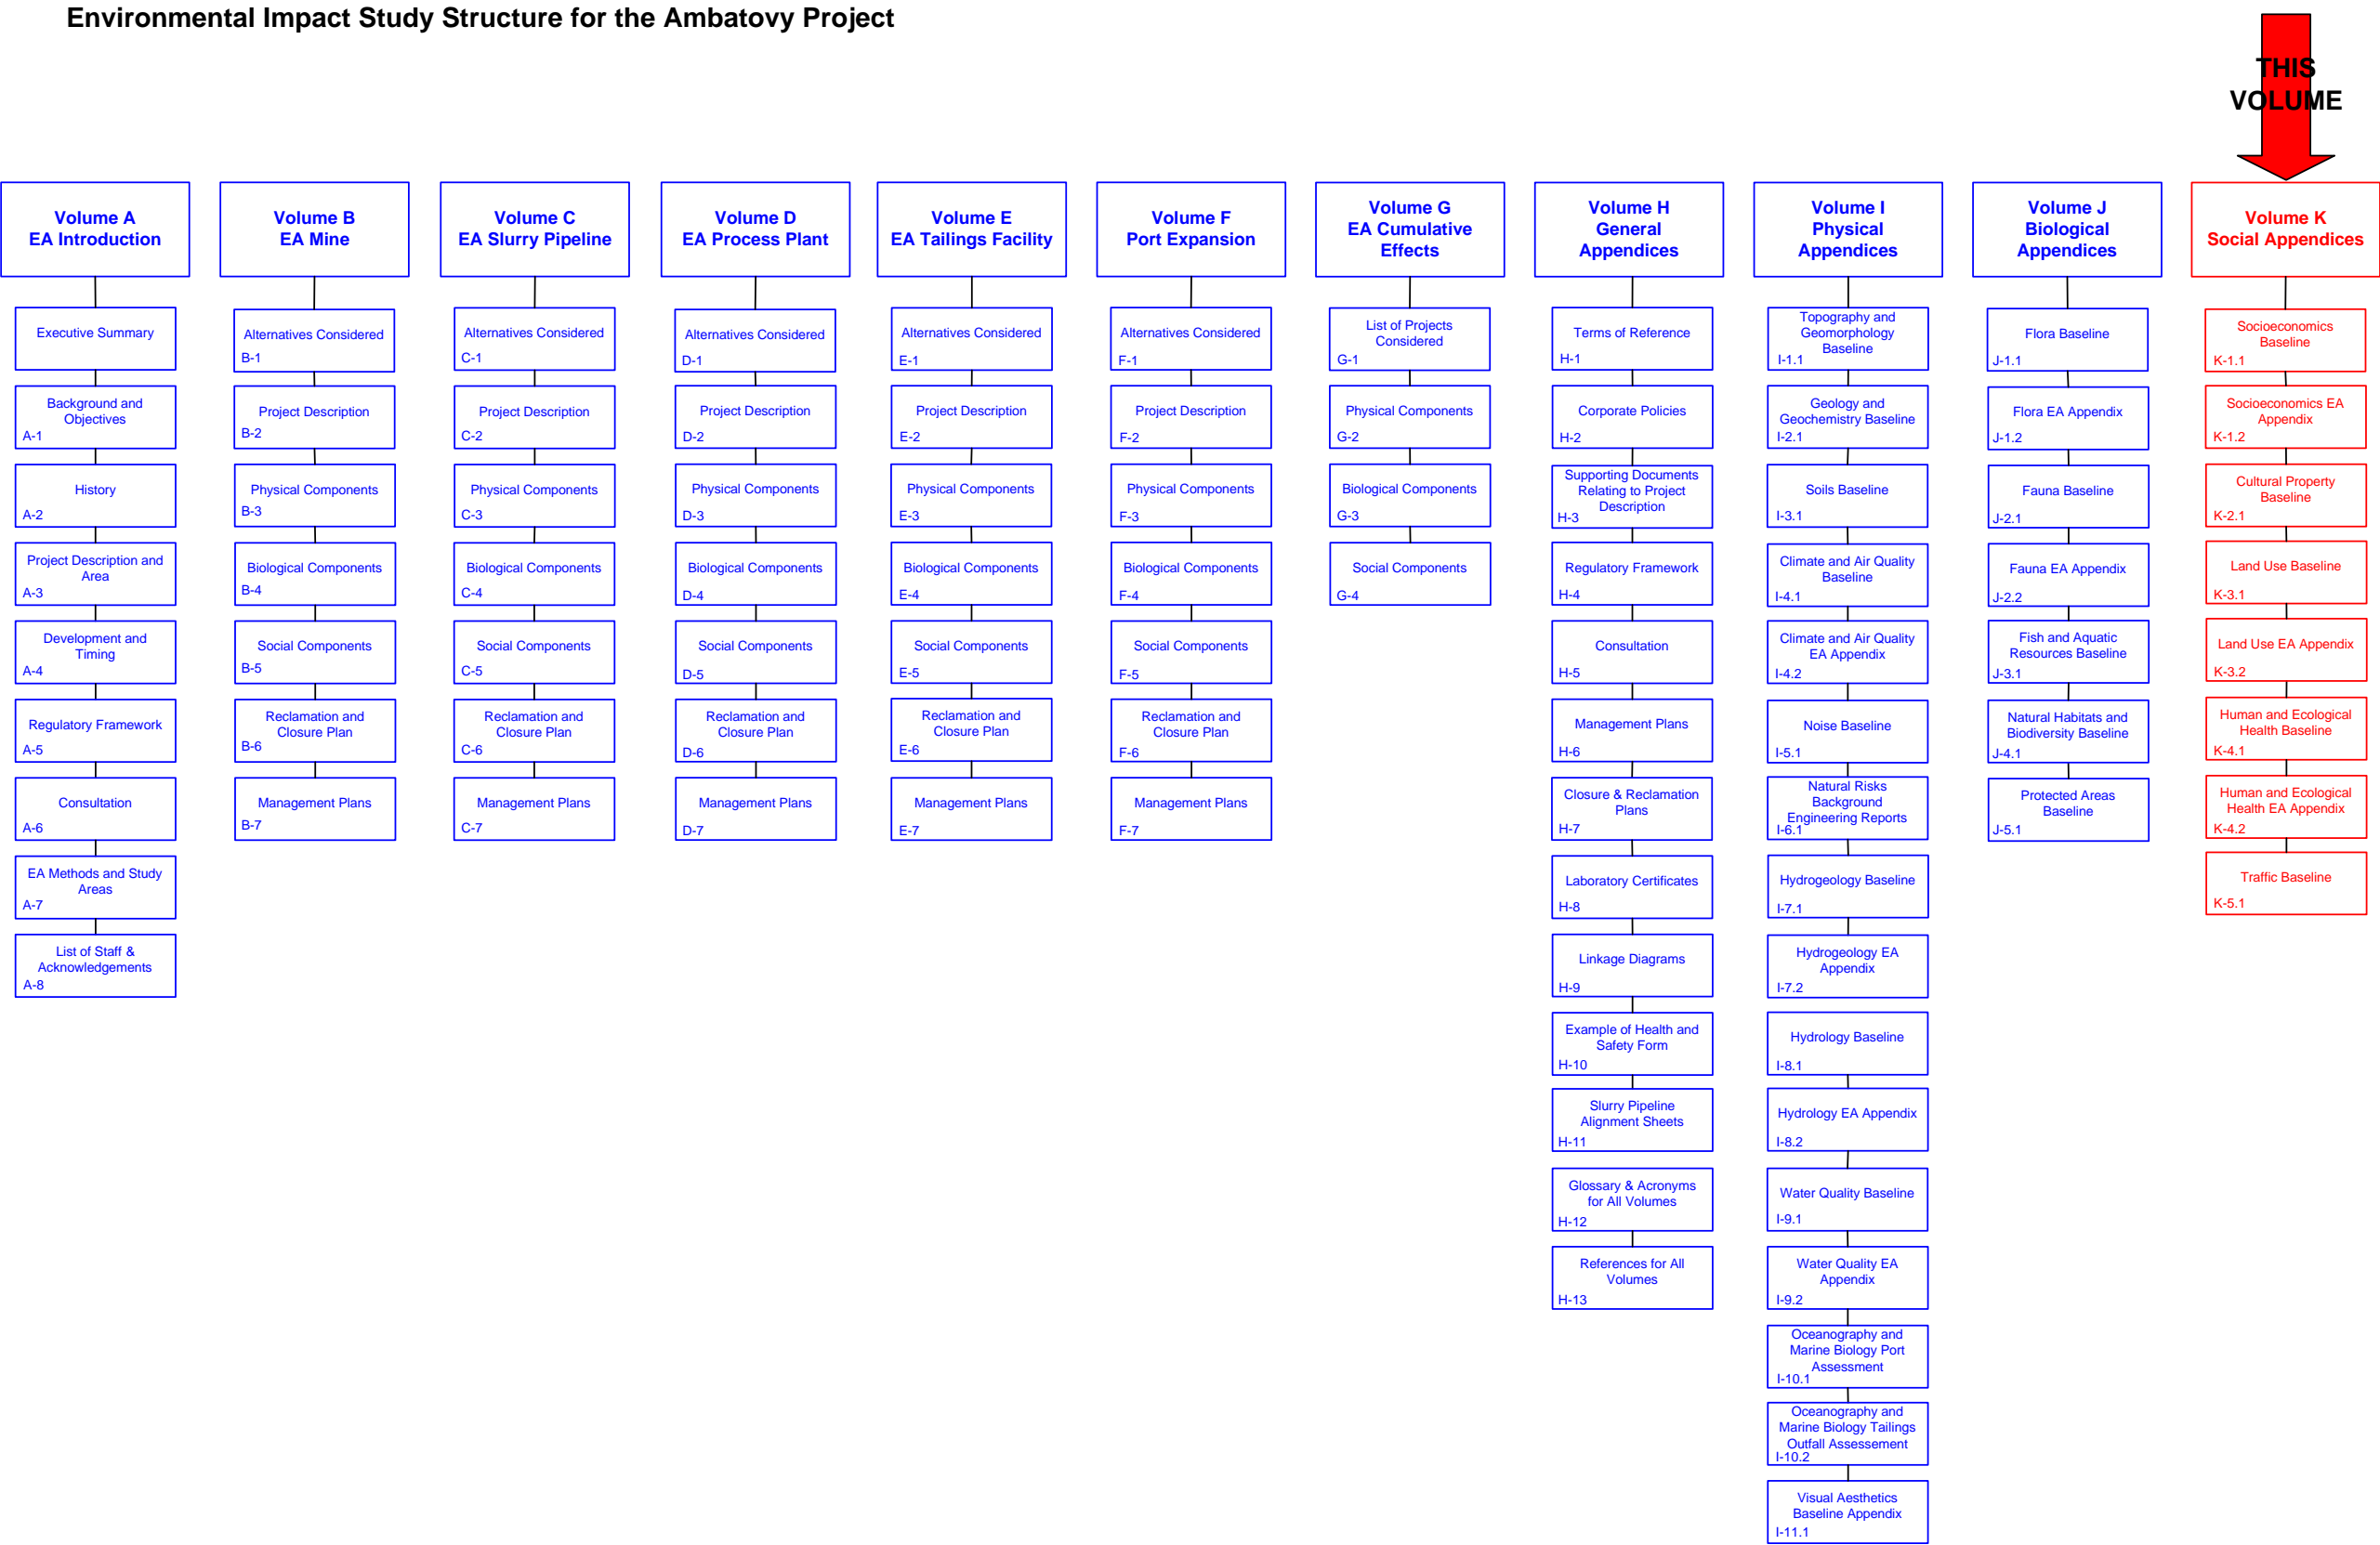 Environmental Impact Study Structure for the Ambatovy Project
THIS
VOLUME
Volume A
EA Introduction
Executive Summary
Background and
Objectives
A-1
History
A-2
Project Description and
Area
A-3
Development and
Timing
A-4
Regulatory Framework
A-5
Consultation
A-6
EA Methods and Study
Areas
A-7
List of Staff &
Acknowledgements
A-8
Volume B
EA Mine
Alternatives Considered
B-1
Project Description
B-2
Physical Components
B-3
Biological Components
B-4
Social Components
B-5
Reclamation and
Closure Plan
B-6
Management Plans
B-7
Volume C
EA Slurry Pipeline
Alternatives Considered
C-1
Project Description
C-2
Physical Components
C-3
Biological Components
C-4
Social Components
C-5
Reclamation and
Closure Plan
C-6
Management Plans
C-7
Volume D
EA Process Plant
Alternatives Considered
D-1
Project Description
D-2
Physical Components
D-3
Biological Components
D-4
Social Components
D-5
Reclamation and
Closure Plan
D-6
Management Plans
D-7
Volume E
EA Tailings Facility
Alternatives Considered
E-1
Project Description
E-2
Physical Components
E-3
Biological Components
E-4
Social Components
E-5
Reclamation and
Closure Plan
E-6
Management Plans
E-7
Volume F
Port Expansion
Alternatives Considered
F-1
Project Description
F-2
Physical Components
F-3
Biological Components
F-4
Social Components
F-5
Reclamation and
Closure Plan
F-6
Management Plans
F-7
Volume G
EA Cumulative
Effects
List of Projects
Considered
G-1
Physical Components
G-2
Biological Components
G-3
Social Components
G-4
Volume H
General
Appendices
Terms of Reference
H-1
Corporate Policies
H-2
Supporting Documents
Relating to Project
Description
H-3
Regulatory Framework
H-4
Consultation
H-5
Management Plans
H-6
Closure & Reclamation
Plans
H-7
Laboratory Certificates
H-8
Linkage Diagrams
H-9
Example of Health and
Safety Form
H-10
Slurry Pipeline
Alignment Sheets
H-11
Glossary & Acronyms
for All Volumes
H-12
References for All
Volumes
H-13
Volume I
Physical
Appendices
Topography and
Geomorphology
Baseline
I-1.1
Geology and
Geochemistry Baseline
I-2.1
Soils Baseline
I-3.1
Climate and Air Quality
Baseline
I-4.1
Climate and Air Quality
EA Appendix
I-4.2
Noise Baseline
I-5.1
Natural Risks
Background
Engineering Reports
I-6.1
Hydrogeology Baseline
I-7.1
Hydrogeology EA
Appendix
I-7.2
Hydrology Baseline
I-8.1
Hydrology EA Appendix
I-8.2
Water Quality Baseline
I-9.1
Water Quality EA
Appendix
I-9.2
Oceanography and
Marine Biology Port
Assessment
I-10.1
Oceanography and
Marine Biology Tailings
Outfall Assessement
I-10.2
Visual Aesthetics
Baseline Appendix
I-11.1
Volume J
Biological
Appendices
Flora Baseline
J-1.1
Flora EA Appendix
J-1.2
Fauna Baseline
J-2.1
Fauna EA Appendix
J-2.2
Fish and Aquatic
Resources Baseline
J-3.1
Natural Habitats and
Biodiversity Baseline
J-4.1
Protected Areas
Baseline
J-5.1
Volume K
Social Appendices
Socioeconomics
Baseline
K-1.1
Socioeconomics EA
Appendix
K-1.2
Cultural Property
Baseline
K-2.1
Land Use Baseline
K-3.1
Land Use EA Appendix
K-3.2
Human and Ecological
Health Baseline
K-4.1
Human and Ecological
Health EA Appendix
K-4.2
Traffic Baseline
K-5.1